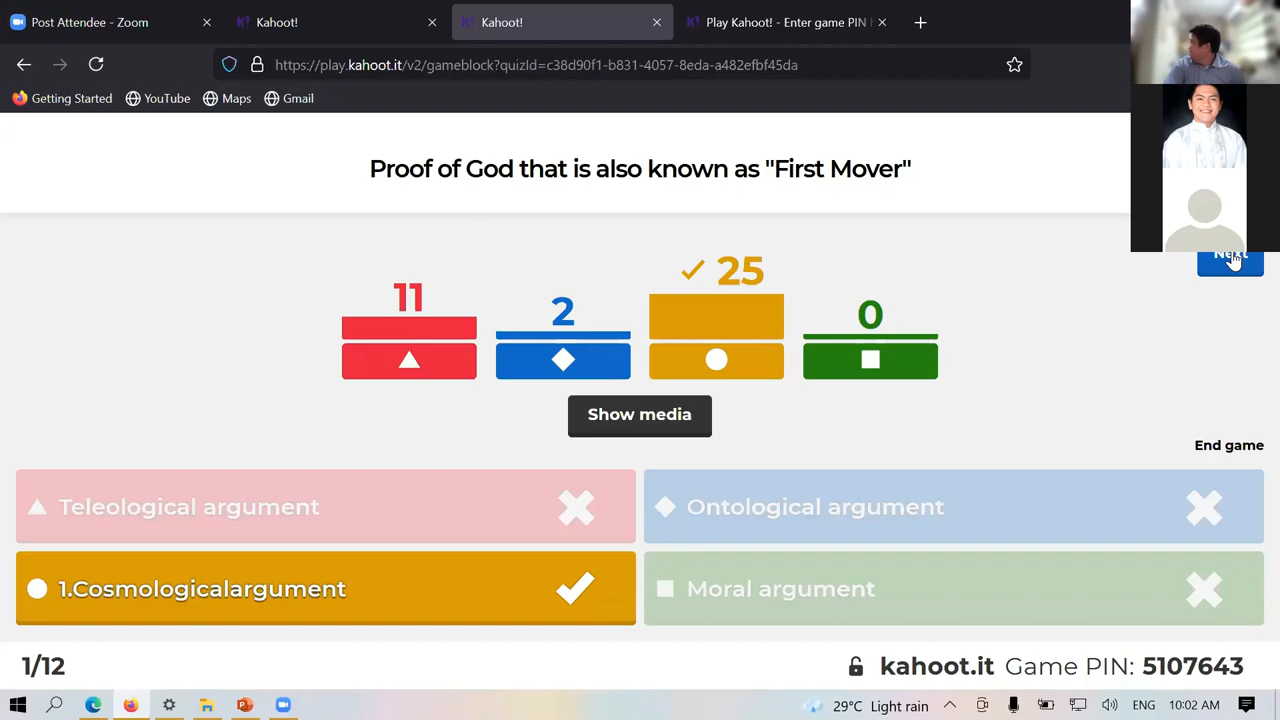 Post Attendee - Zoom
K! Kahoot!
K! Kahoot!
K! Play Kahoot! - Enter game PIN
https://play.kahoot.it/v2/gameblock?quizId=c38d90f1-b831-4057-8eda-a482efbf45da
Getting Started
YouTube
Maps
Gmail
Proof of God that is also known as "First Mover"
Next
11
2
25
0
Show media
End game
Teleological argument
Ontological argument
1.Cosmologicalargument
Moral argument
1/12
kahoot.it Game PIN: 5107643
29°C Light rain
ENG
10:02 AM